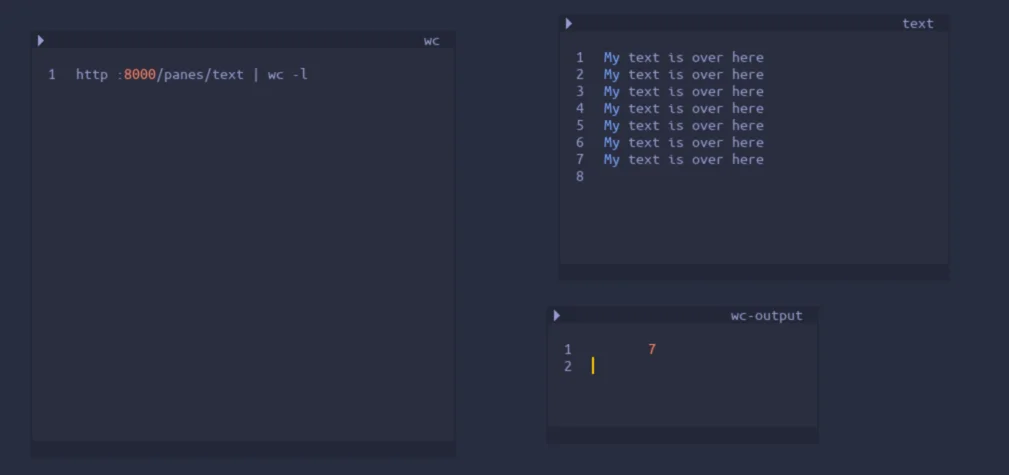 wc
1 http :8000/panes/text | wc -l
text
1 My text is over here
2 My text is over here
3 My text is over here
4 My text is over here
5 My text is over here
6 My text is over here
7 My text is over here
8
wc-output
1 7
2